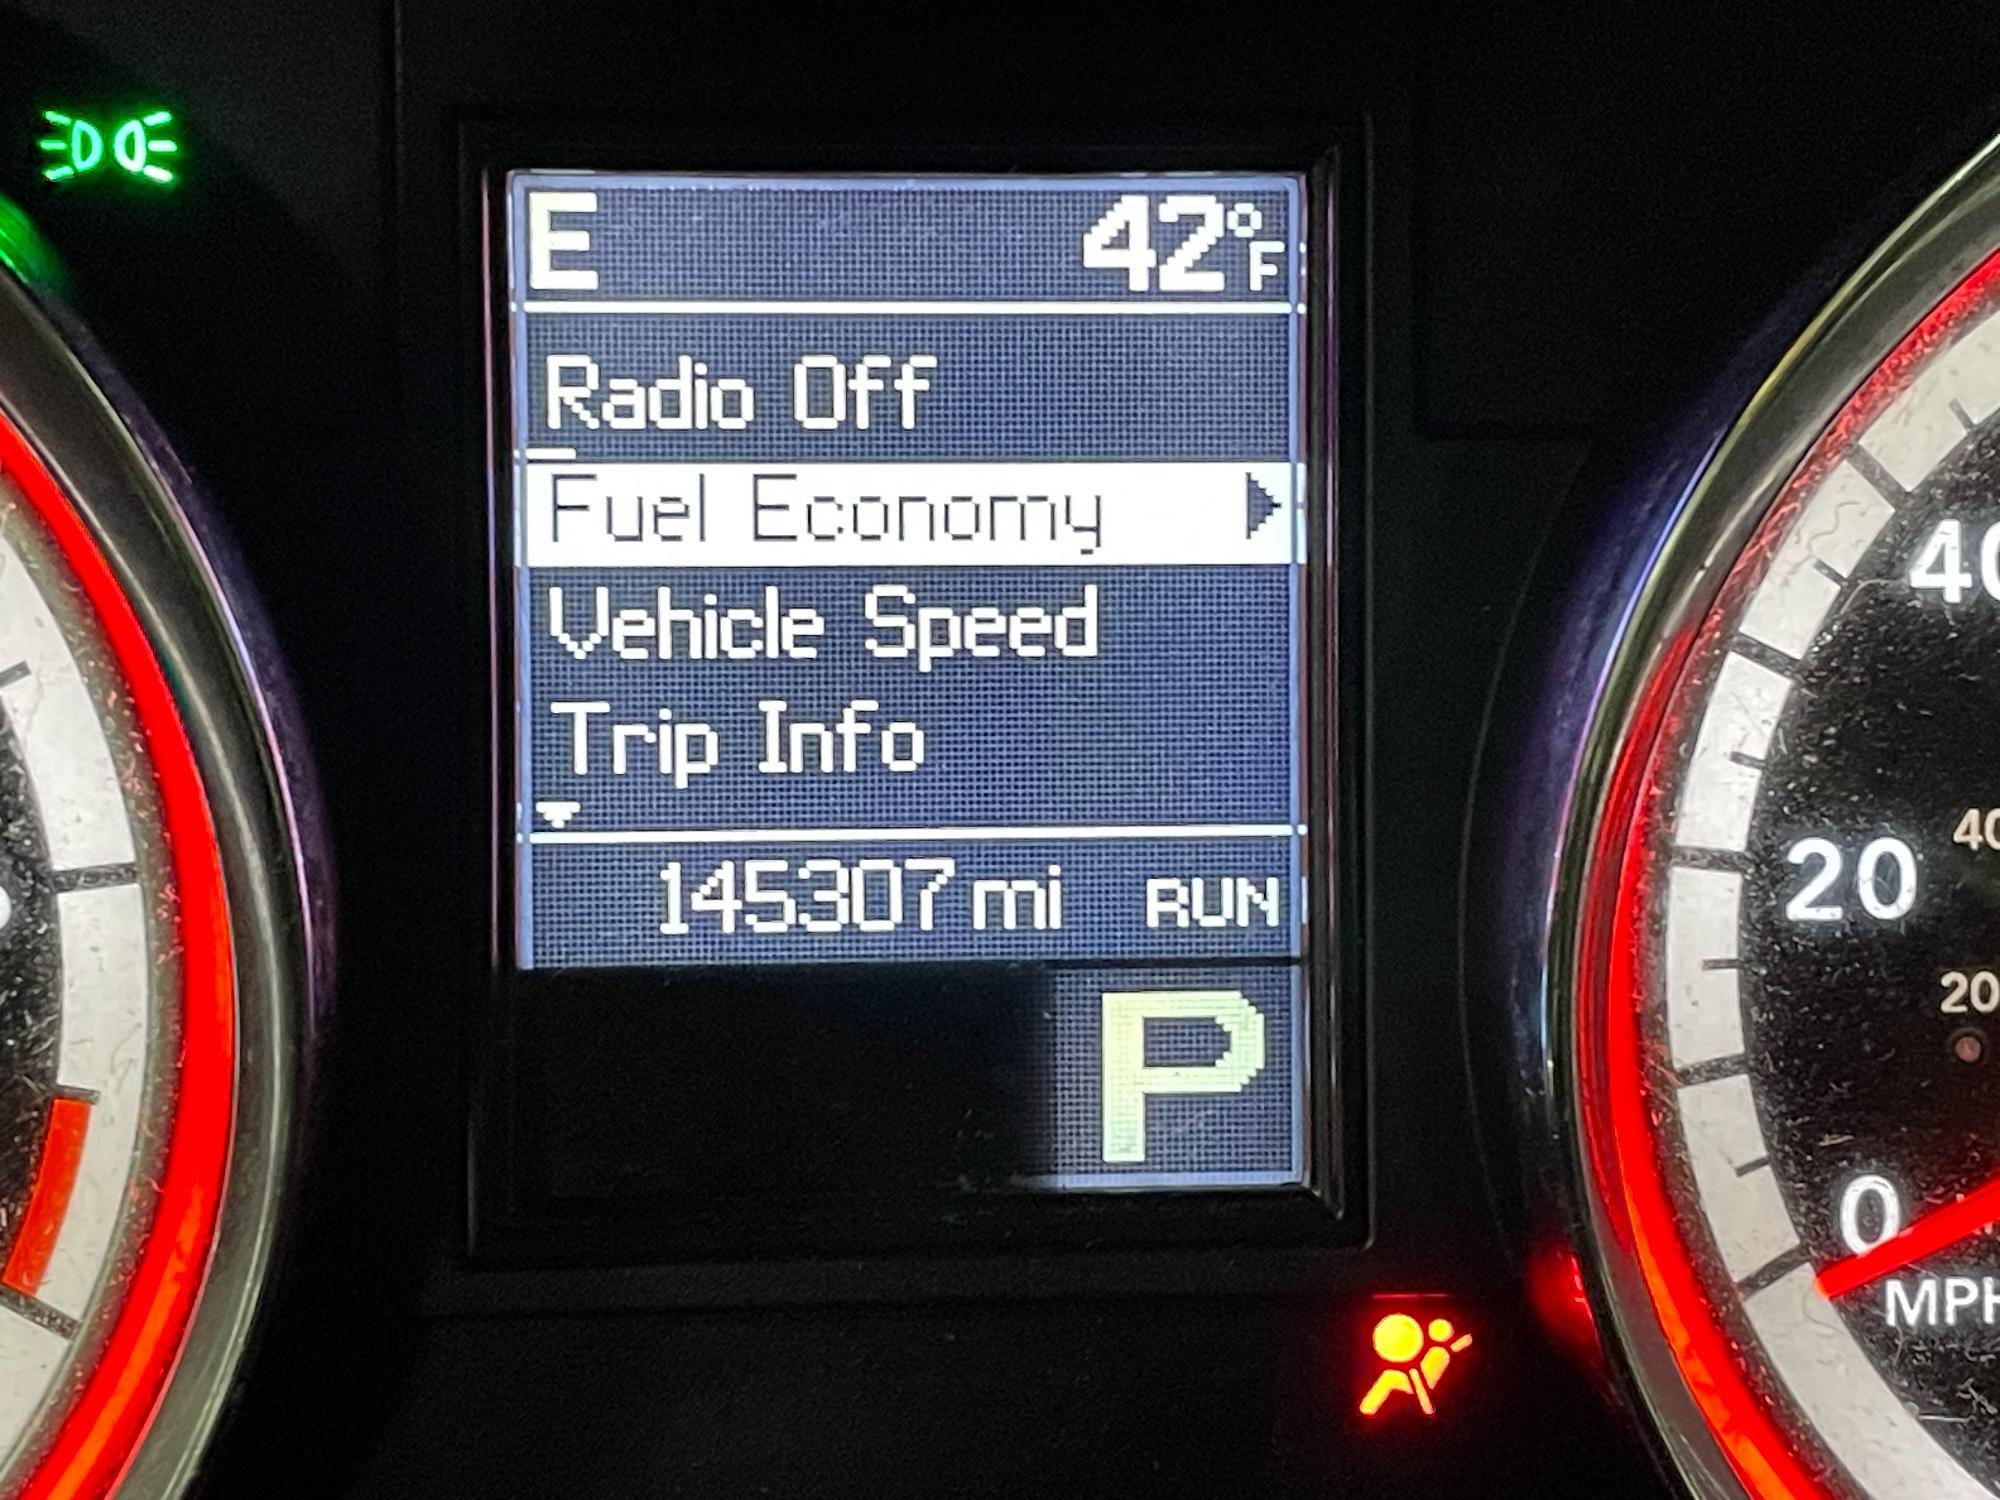 E 42°F
Radio Off
Fuel Economy
Vehicle Speed
Trip Info
145307 mi RUN
P
40
20
40
20
0
MPH